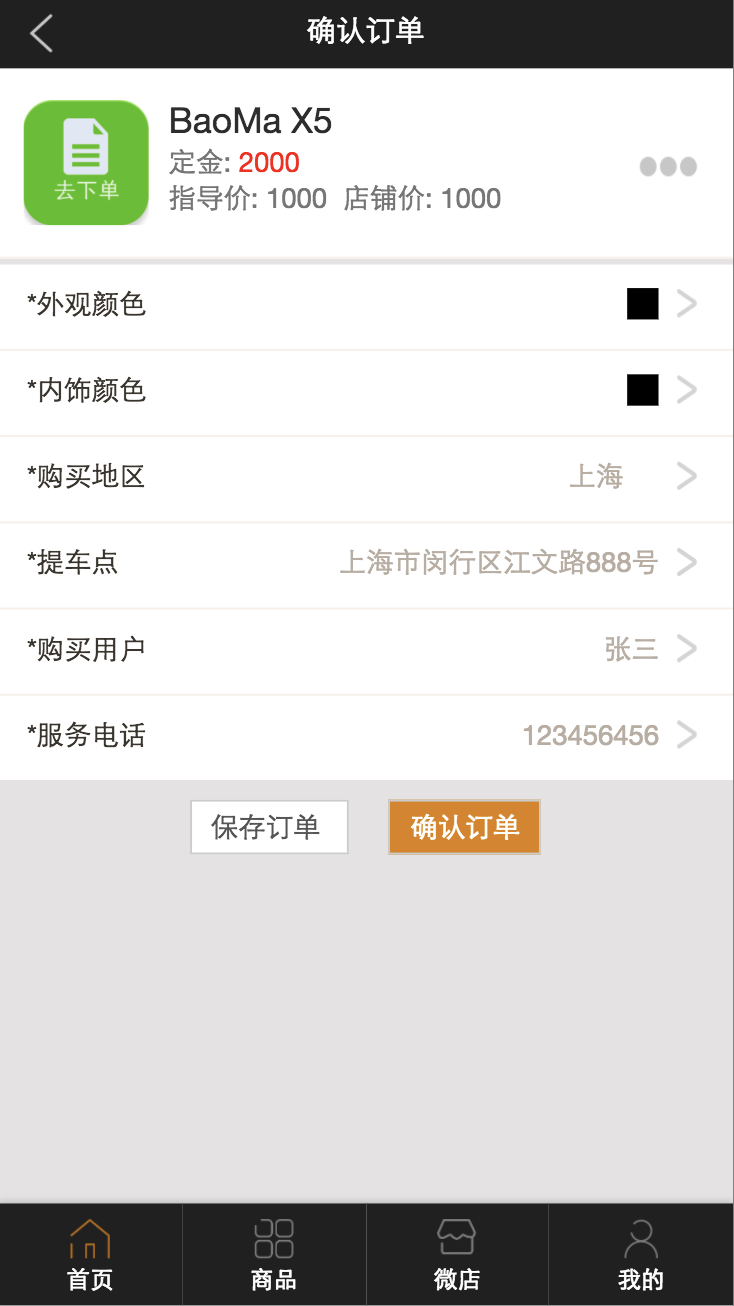 确认订单
去下单
BaoMa X5
定金: 2000
指导价: 1000 店铺价: 1000
*外观颜色
*内饰颜色
*购买地区 上海
*提车点 上海市闵行区江文路888号
*购买用户 张三
*服务电话 123456456
保存订单 确认订单
首页 商品 微店 我的